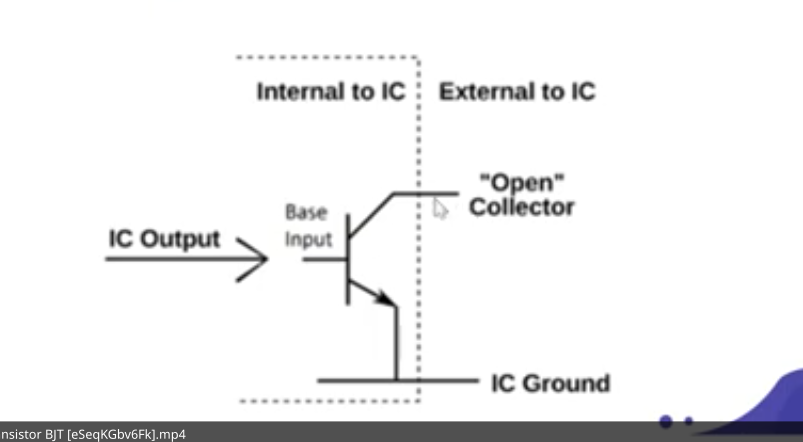 Internal to IC
External to IC
"Open"
Collector
Base
Input
IC Output
IC Ground
nsistor BJT [eSeqKGbv6Fk].mp4